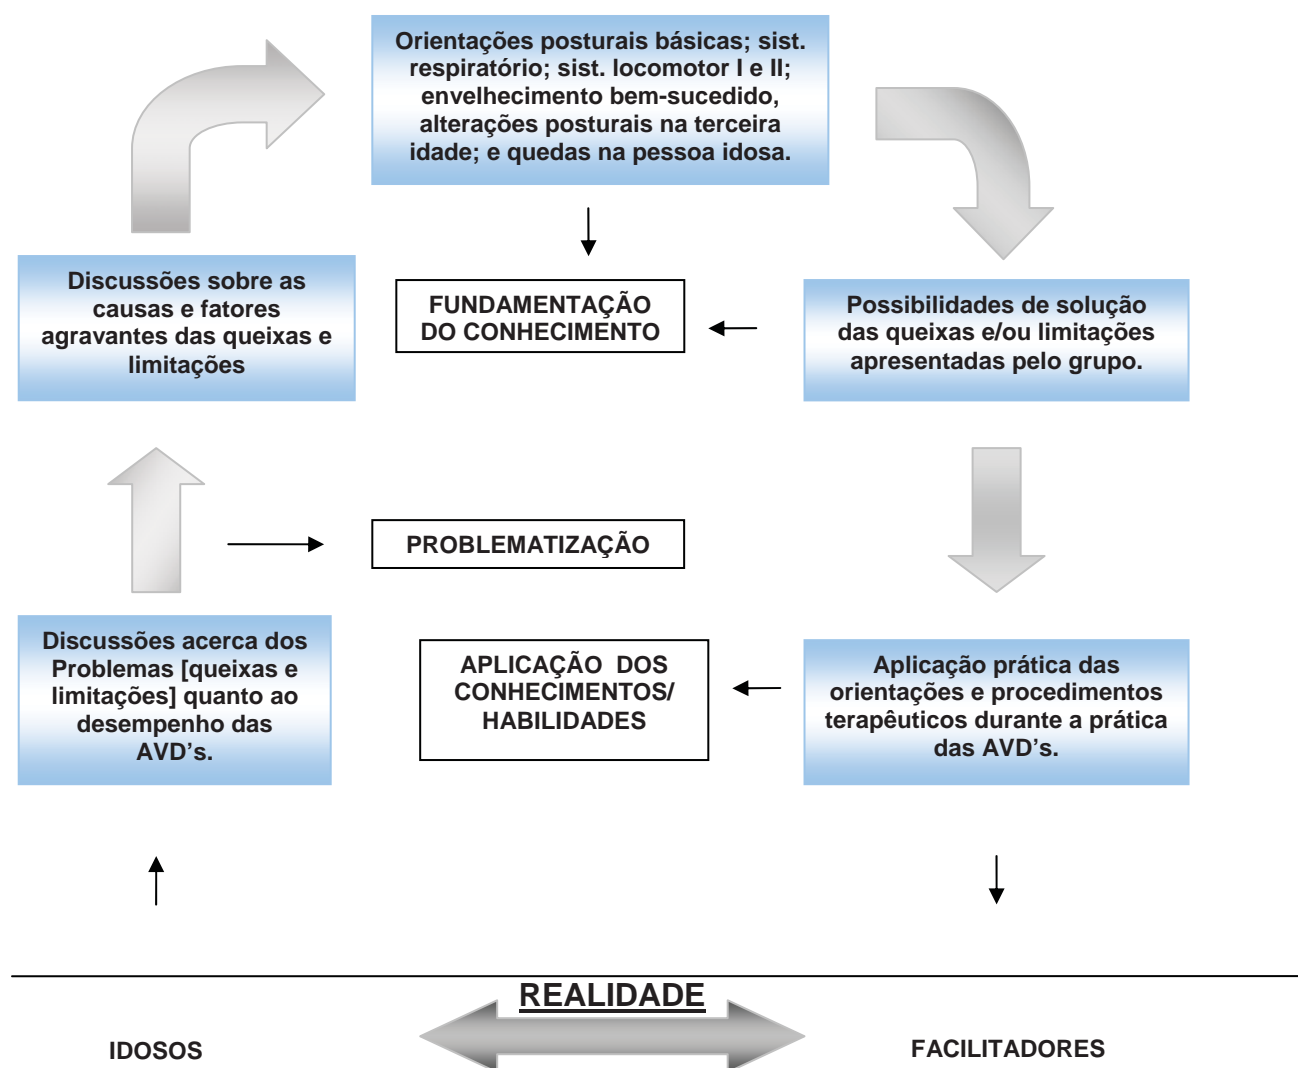 Orientações posturais básicas; sist.
respiratório; sist. locomotor I e II;
envelhecimento bem-sucedido,
alterações posturais na terceira
idade; e quedas na pessoa idosa.
Discussões sobre as
causas e fatores
agravantes das queixas e
limitações
FUNDAMENTAÇÃO
DO CONHECIMENTO
Possibilidades de solução
das queixas e/ou limitações
apresentadas pelo grupo.
PROBLEMATIZAÇÃO
Discussões acerca dos
Problemas [queixas e
limitações] quanto ao
desempenho das
AVD’s.
APLICAÇÃO DOS
CONHECIMENTOS/
HABILIDADES
Aplicação prática das
orientações e procedimentos
terapêuticos durante a prática
das AVD’s.
REALIDADE
IDOSOS
FACILITADORES